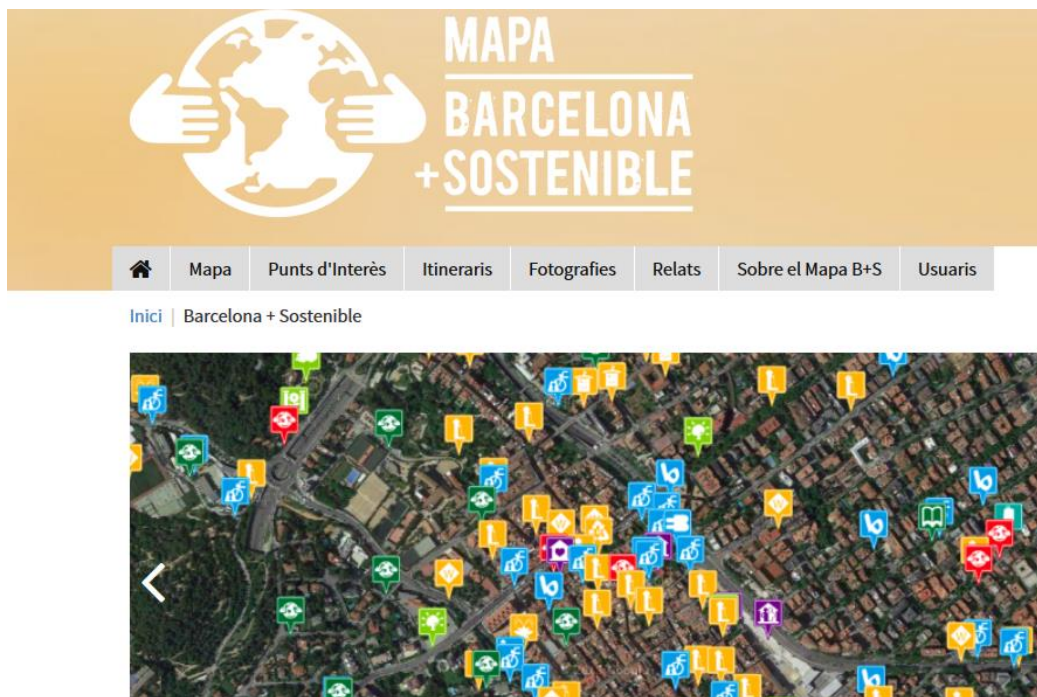 MAPA
BARCELONA
+SOSTENIBLE
Mapa Punts d'Interès Itineraris Fotografies Relats Sobre el Mapa B+S Usuaris
Inici | Barcelona + Sostenible